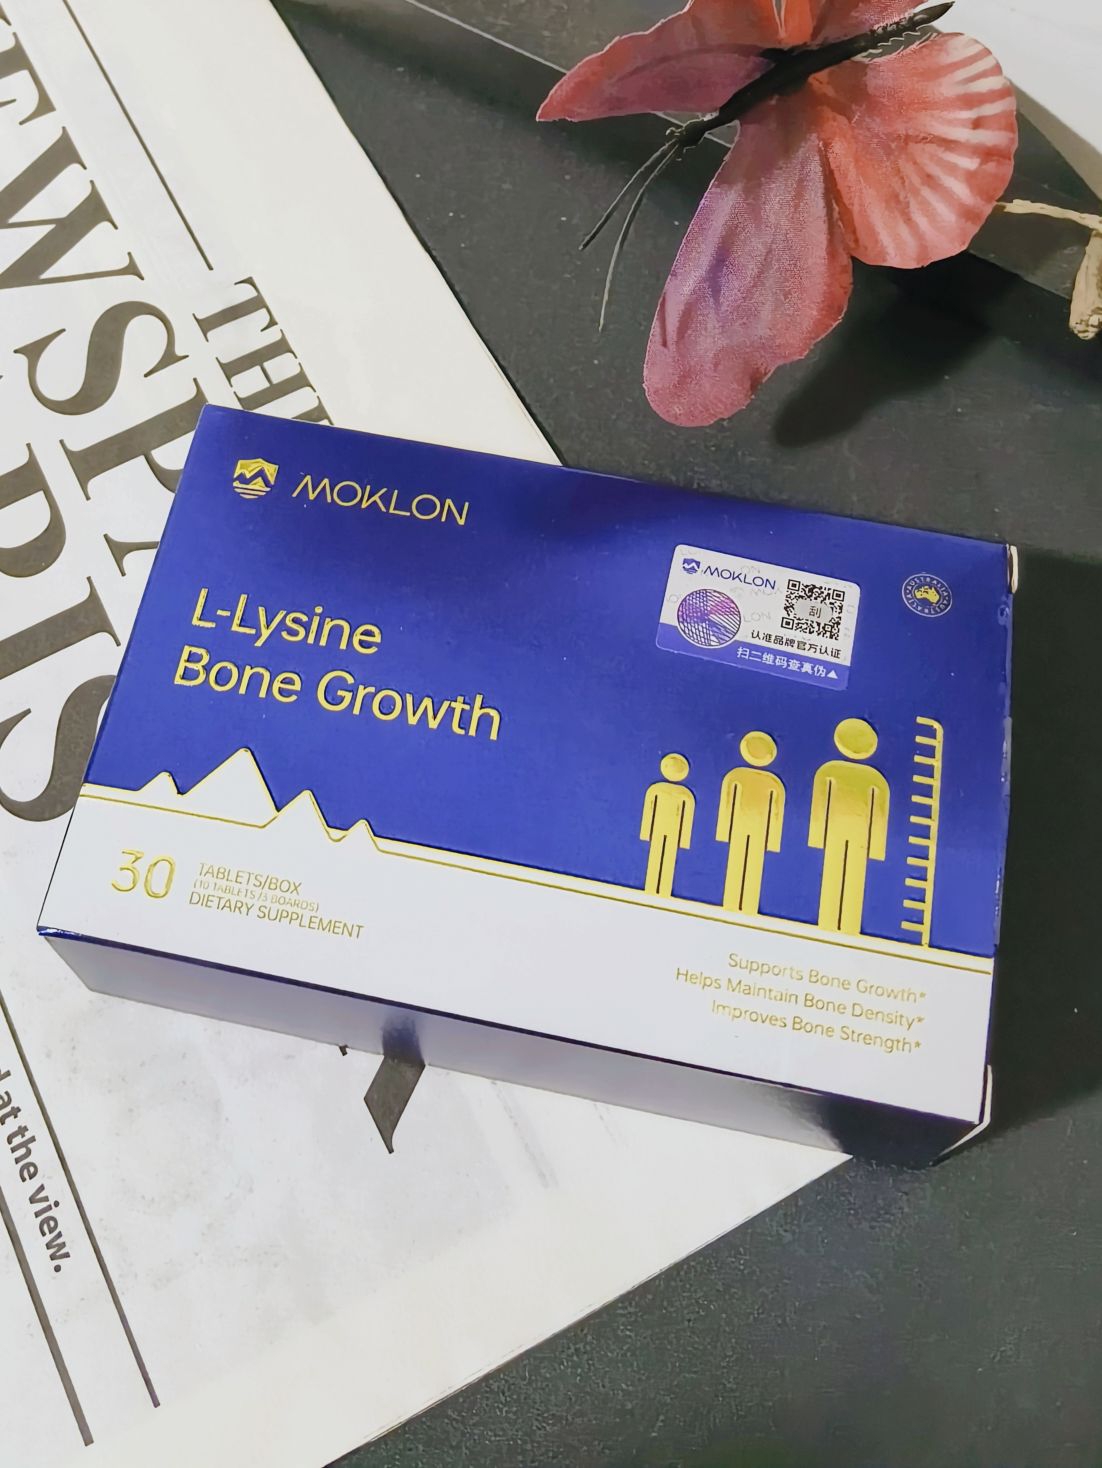 THE
MOKLON
L-Lysine
Bone Growth
MOKLON
刮
认准品牌官方认证
扫二维码查真伪▲
AUSTRALIA
30
TABLETS/BOX
(10 TABLETS /3 BOARDS)
DIETARY SUPPLEMENT
Supports Bone Growth*
Helps Maintain Bone Density*
Improves Bone Strength*
at the view.